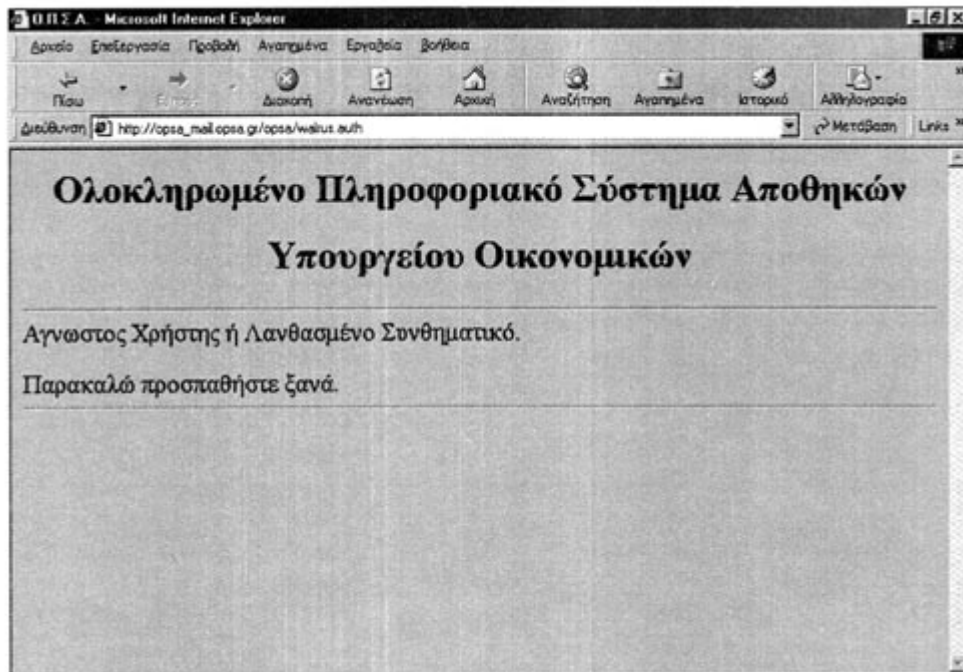 Ο.Π.Σ.Α. - Microsoft Internet Explorer
Αρχείο Επεξεργασία Προβολή Αγαπημένα Εργαλεία Βοήθεια
Πίσω Διακοπή Ανανέωση Αρχική Αναζήτηση Αγαπημένα Ιστορικό Αλληλογραφία
Διεύθυνση http://opsa_mail.opsa.gr/opsa/walrus.auth Μετάβαση Links
Ολοκληρωμένο Πληροφοριακό Σύστημα Αποθηκών
Υπουργείου Οικονομικών
Αγνωστος Χρήστης ή Λανθασμένο Συνθηματικό.
Παρακαλώ προσπαθήστε ξανά.